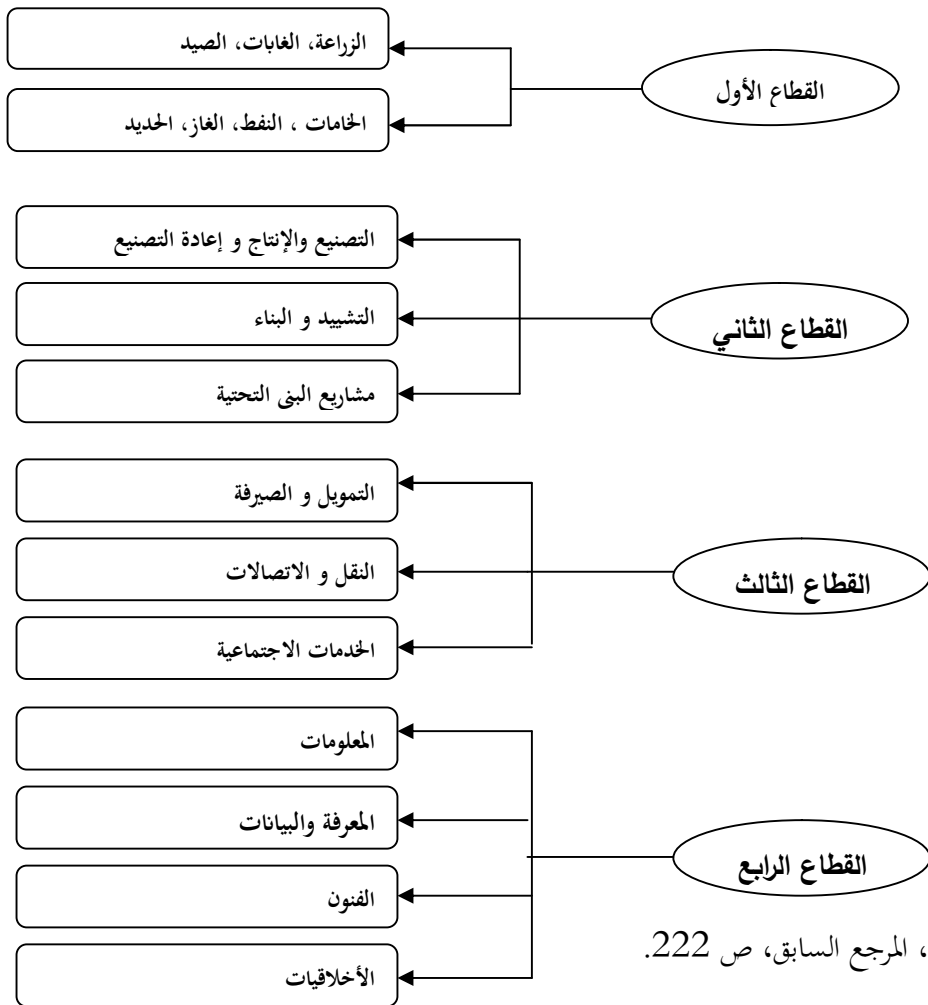 القطاع الأول
الزراعة، الغابات، الصيد
الخامات ، النفط، الغاز، الحديد
القطاع الثاني
التصنيع والإنتاج و إعادة التصنيع
التشييد و البناء
مشاريع البنى التحتية
القطاع الثالث
التمويل و الصيرفة
النقل و الاتصالات
الخدمات الاجتماعية
القطاع الرابع
المعلومات
المعرفة والبيانات
الفنون
الأخلاقيات
، المرجع السابق، ص 222.